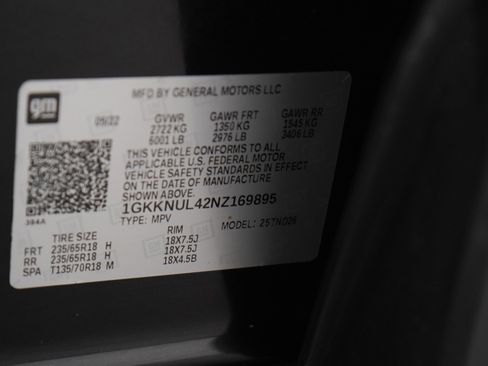 gm
MFD BY GENERAL MOTORS LLC
05/22 GVWR GAWR FRT GAWR RR
2722 KG 1350 KG 1545 KG
6001 LB 2976 LB 3406 LB
THIS VEHICLE CONFORMS TO ALL
APPLICABLE U.S. FEDERAL MOTOR
VEHICLE SAFETY STANDARDS IN EFFECT
ON THE DATE OF MANUFACTURE
SHOWN ABOVE.
1GKKNUL42NZ169895
TYPE: MPV MODEL: 25TND26
394A
TIRE SIZE RIM
FRT 235/65R18 H 18X7.5J
RR 235/65R18 H 18X7.5J
SPA T135/70R18 M 18X4.5B